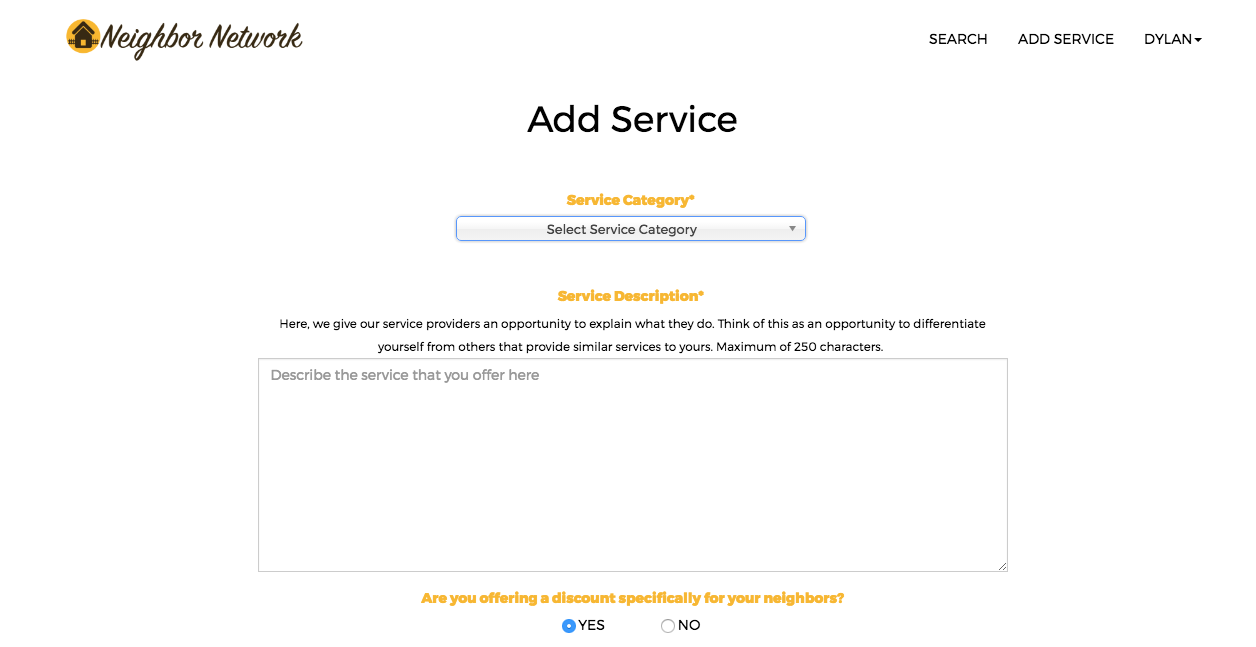 Neighbor Network
SEARCH ADD SERVICE DYLAN
Add Service
Service Category*
Select Service Category
Service Description*
Here, we give our service providers an opportunity to explain what they do. Think of this as an opportunity to differentiate
yourself from others that provide similar services to yours. Maximum of 250 characters.
Describe the service that you offer here
Are you offering a discount specifically for your neighbors?
YES NO